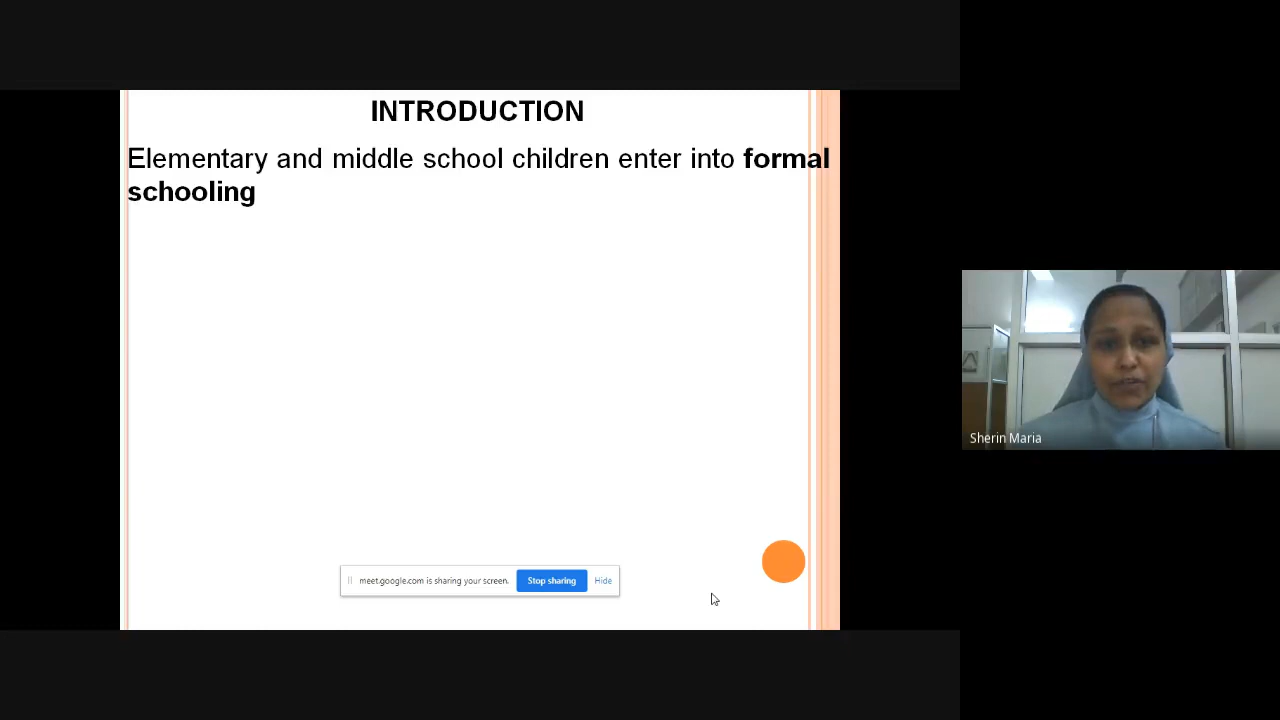 INTRODUCTION
Elementary and middle school children enter into formal
schooling
meet.google.com is sharing your screen.
Stop sharing
Hide
Sherin Maria